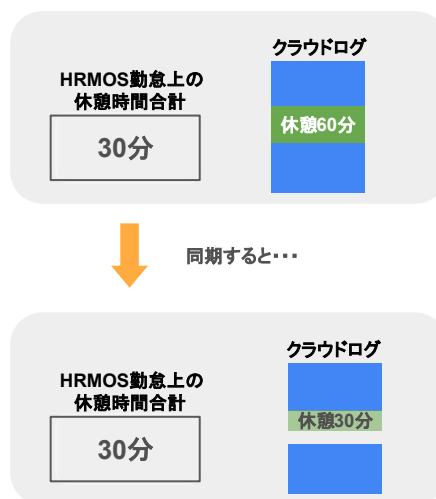 クラウドログ
HRMOS勤怠上の
休憩時間合計
30分
休憩60分
同期すると・・・
クラウドログ
HRMOS勤怠上の
休憩時間合計
30分
休憩30分